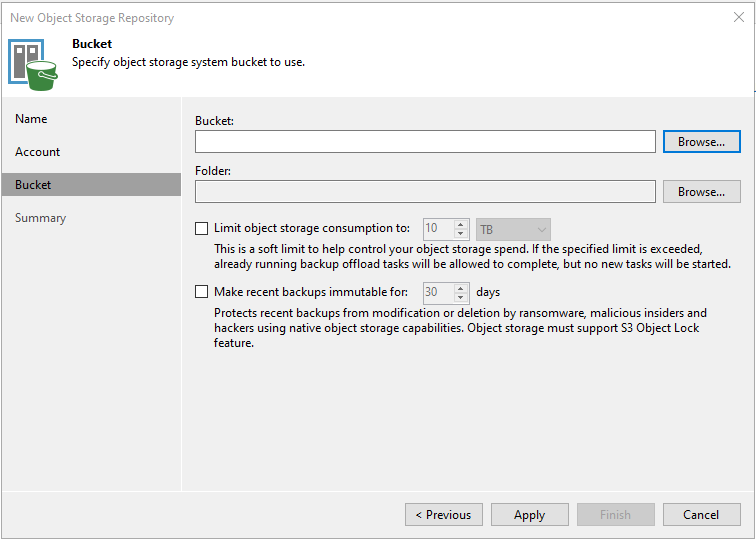 New Object Storage Repository
Bucket
Specify object storage system bucket to use.
Name
Account
Bucket
Summary
Bucket:
Browse...
Folder:
Browse...
Limit object storage consumption to: 10 TB
This is a soft limit to help control your object storage spend. If the specified limit is exceeded,
already running backup offload tasks will be allowed to complete, but no new tasks will be started.
Make recent backups immutable for: 30 days
Protects recent backups from modification or deletion by ransomware, malicious insiders and
hackers using native object storage capabilities. Object storage must support S3 Object Lock
feature.
< Previous Apply Finish Cancel